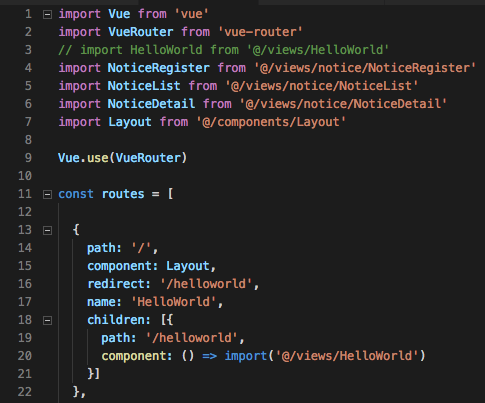 1 import Vue from 'vue'
2 import VueRouter from 'vue-router'
3 // import HelloWorld from '@/views/HelloWorld'
4 import NoticeRegister from '@/views/notice/NoticeRegister'
5 import NoticeList from '@/views/notice/NoticeList'
6 import NoticeDetail from '@/views/notice/NoticeDetail'
7 import Layout from '@/components/Layout'
8
9 Vue.use(VueRouter)
10
11 const routes = [
12
13 {
14 path: '/',
15 component: Layout,
16 redirect: '/helloworld',
17 name: 'HelloWorld',
18 children: [{
19 path: '/helloworld',
20 component: () => import('@/views/HelloWorld')
21 }]
22 },